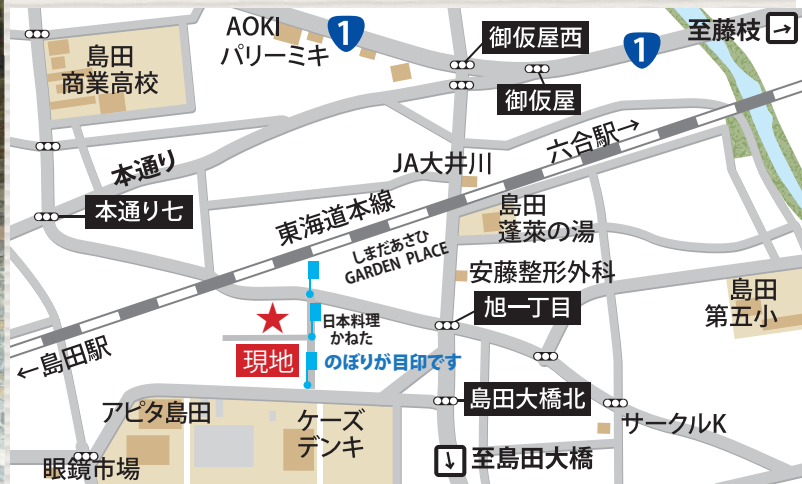 AOKI
パリーミキ
1
御仮屋西
1
至藤枝
→
島田
商業高校
御仮屋
本通り
JA大井川
六合駅→
本通り七
東海道本線
しまだあさひ
GARDEN PLACE
島田
蓬莱の湯
安藤整形外科
旭一丁目
島田
第五小
日本料理
かねた
★
現地
のぼりが目印です
←島田駅
アピタ島田
ケーズ
デンキ
島田大橋北
サークルK
眼鏡市場
↓
至島田大橋